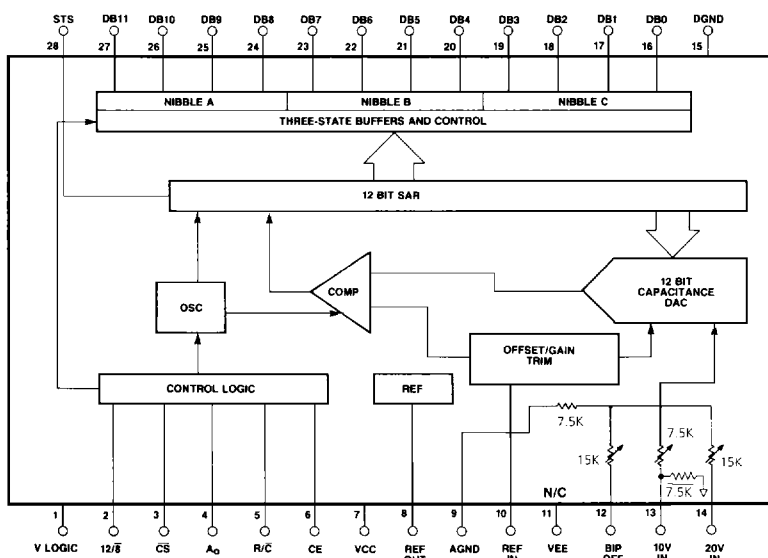 STS DB11 DB10 DB9 DB8 DB7 DB6 DB5 DB4 DB3 DB2 DB1 DB0 DGND
28 27 26 25 24 23 22 21 20 19 18 17 16 15
NIBBLE A NIBBLE B NIBBLE C
THREE-STATE BUFFERS AND CONTROL
12 BIT SAR
COMP
12 BIT
CAPACITANCE
DAC
OSC
OFFSET/GAIN
TRIM
CONTROL LOGIC
REF
7.5K
7.5K
15K
15K
7.5K
N/C
1 2 3 4 5 6 7 8 9 10 11 12 13 14
V LOGIC 12/8̅ C̅S̅ A₀ R/C̅ CE VCC REF AGND REF VEE BIP 10V 20V
OUT IN OFF IN IN